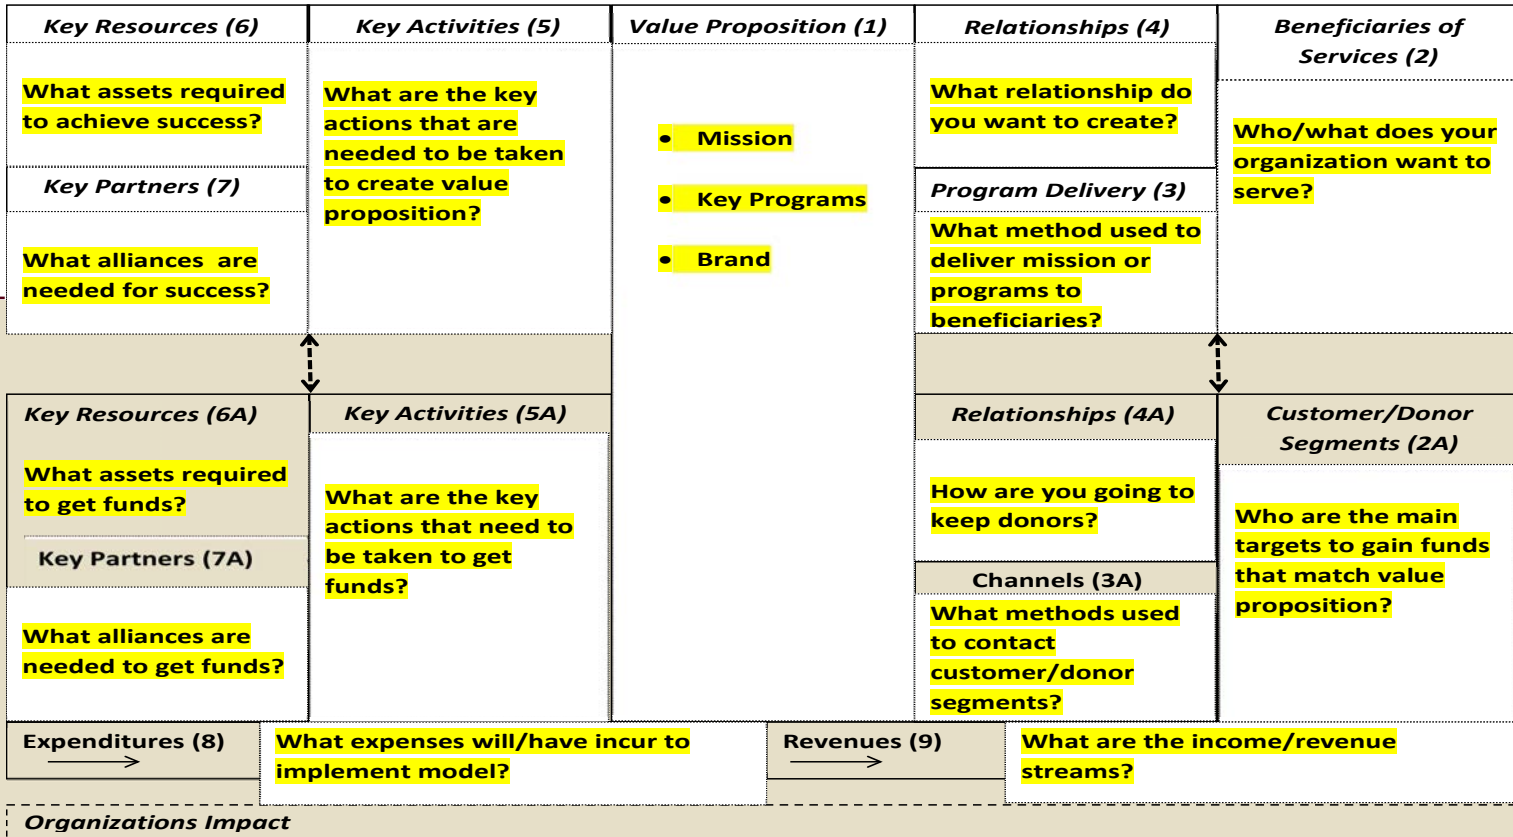 Key Resources (6)
What assets required
to achieve success?
Key Partners (7)
What alliances are
needed for success?
Key Activities (5)
What are the key
actions that are
needed to be taken
to create value
proposition?
Value Proposition (1)
• Mission
• Key Programs
• Brand
Relationships (4)
What relationship do
you want to create?
Program Delivery (3)
What method used to
deliver mission or
programs to
beneficiaries?
Beneficiaries of
Services (2)
Who/what does your
organization want to
serve?
Key Resources (6A)
What assets required
to get funds?
Key Partners (7A)
What alliances are
needed to get funds?
Key Activities (5A)
What are the key
actions that need to
be taken to get
funds?
Relationships (4A)
How are you going to
keep donors?
Channels (3A)
What methods used
to contact
customer/donor
segments?
Customer/Donor
Segments (2A)
Who are the main
targets to gain funds
that match value
proposition?
Expenditures (8)
What expenses will/have incur to
implement model?
Revenues (9)
What are the income/revenue
streams?
Organizations Impact